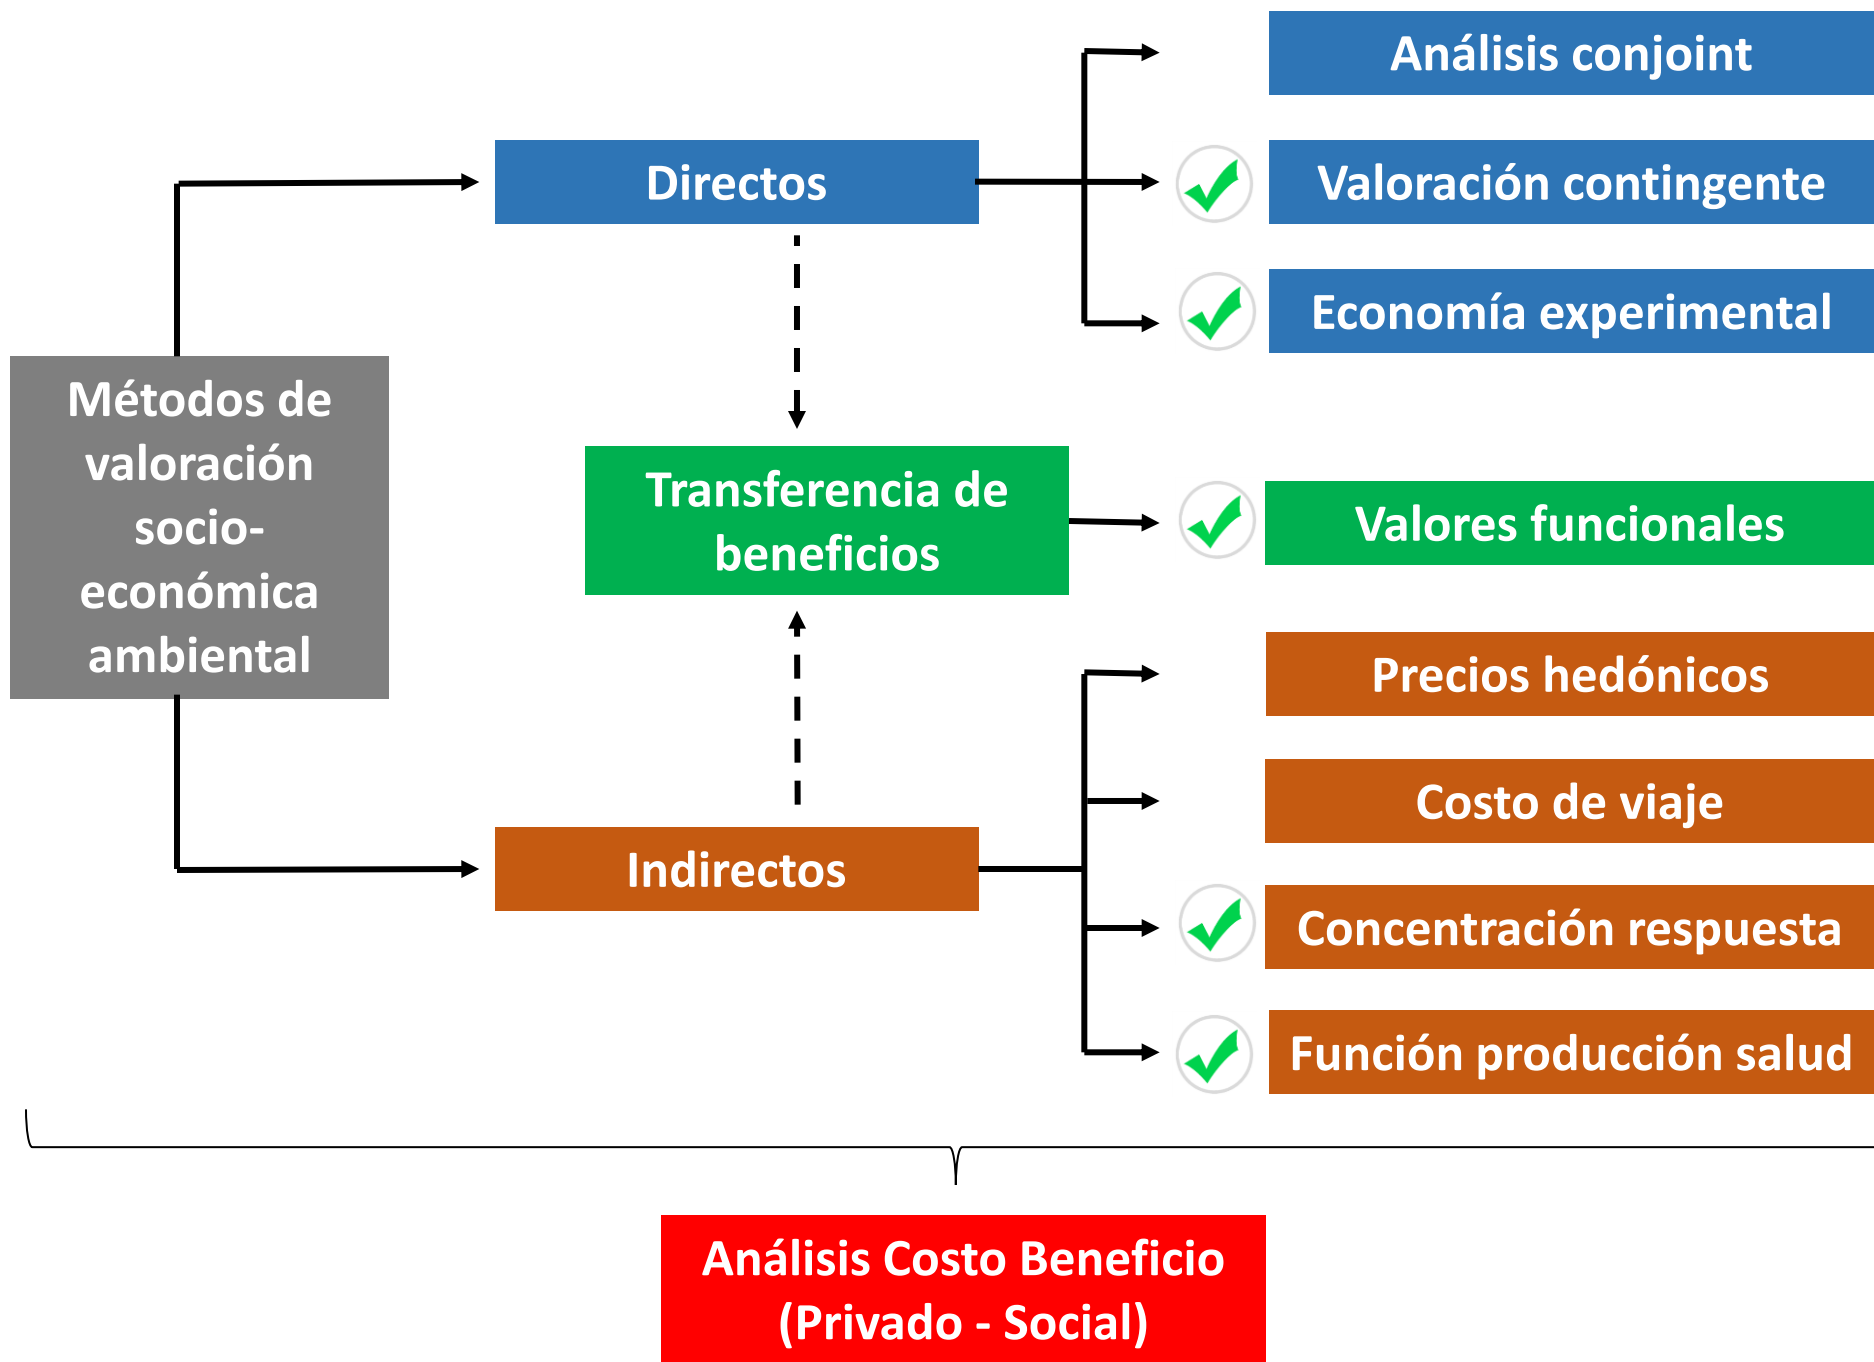 Análisis conjoint
Directos
Valoración contingente
Economía experimental
Métodos de
valoración
socio-
económica
ambiental
Transferencia de
beneficios
Valores funcionales
Precios hedónicos
Costo de viaje
Indirectos
Concentración respuesta
Función producción salud
Análisis Costo Beneficio
(Privado - Social)